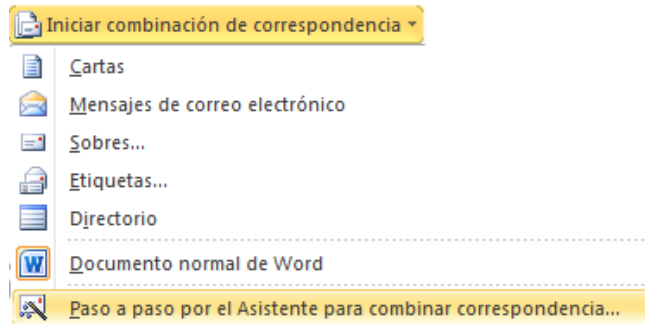 Iniciar combinación de correspondencia
Cartas
Mensajes de correo electrónico
Sobres...
Etiquetas...
Directorio
W
Documento normal de Word
Paso a paso por el Asistente para combinar correspondencia...